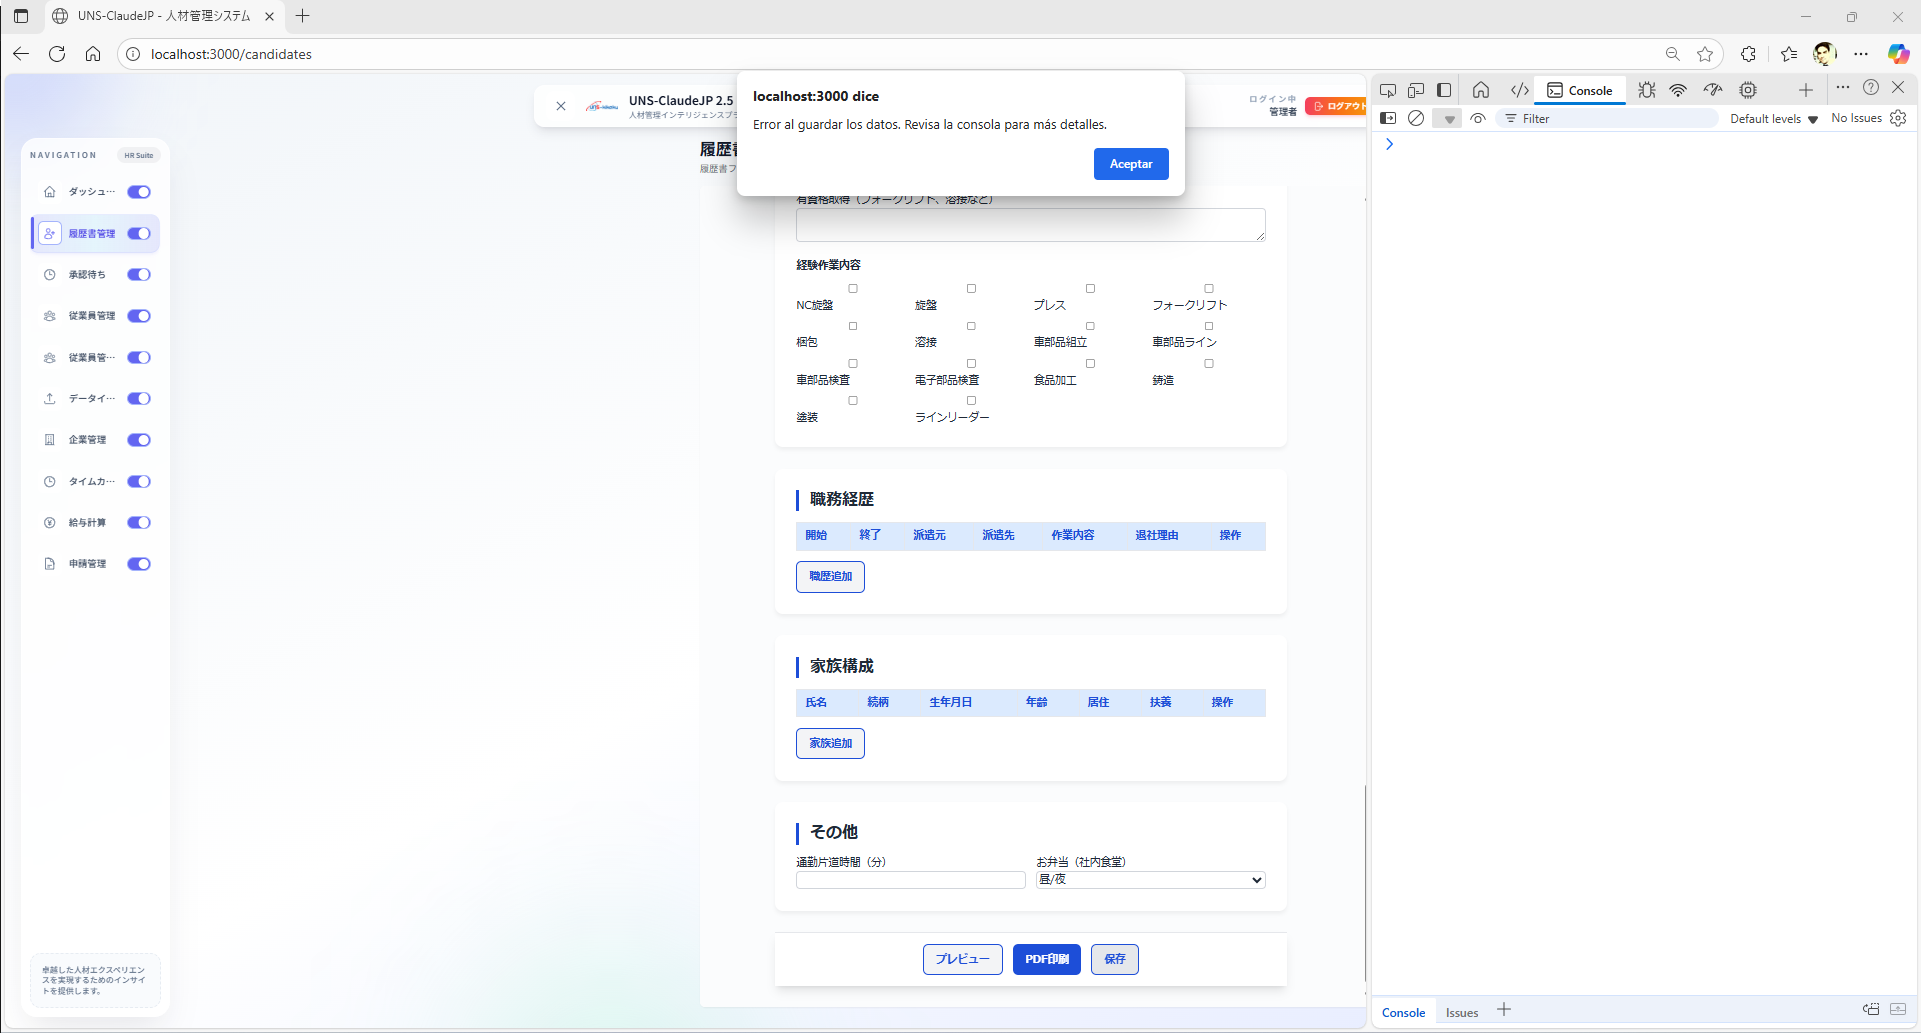 UNS-ClaudeJP - 人材管理システム
localhost:3000/candidates
localhost:3000 dice
Error al guardar los datos. Revisa la consola para más detalles.
Aceptar
UNS-ClaudeJP 2.5
人材管理インテリジェンスプラ
ログイン中
管理者
ログアウト
NAVIGATION
HR Suite
ダッシュ…
履歴書管理
承認待ち
従業員管理
従業員管…
データイ…
企業管理
タイムカ…
給与計算
申請管理
卓越した人材エクスペリエン
スを実現するためのインサイ
トを提供します。
履歴書
履歴書フ
有資格取得（フォークリフト、溶接など）
経験作業内容
NC旋盤
旋盤
プレス
フォークリフト
梱包
溶接
車部品組立
車部品ライン
車部品検査
電子部品検査
食品加工
鋳造
塗装
ラインリーダー
職務経歴
開始 終了 派遣元 派遣先 作業内容 退社理由 操作
職歴追加
家族構成
氏名 続柄 生年月日 年齢 居住 扶養 操作
家族追加
その他
通勤片道時間（分）
お弁当（社内食堂）
昼/夜
プレビュー
PDF印刷
保存
Console
Filter
Default levels
No Issues
Console
Issues